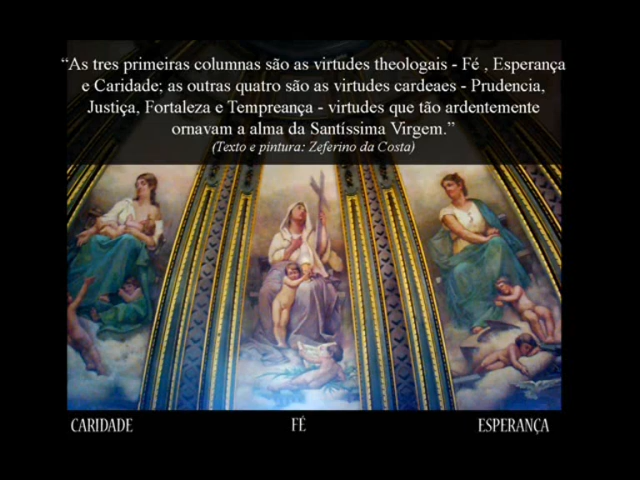 “As tres primeiras columnas são as virtudes theologais - Fé , Esperança
e Caridade; as outras quatro são as virtudes cardeaes - Prudencia,
Justiça, Fortaleza e Tempreança - virtudes que tão ardentemente
ornavam a alma da Santíssima Virgem.”
(Texto e pintura: Zeferino da Costa)
CARIDADE
FÉ
ESPERANÇA